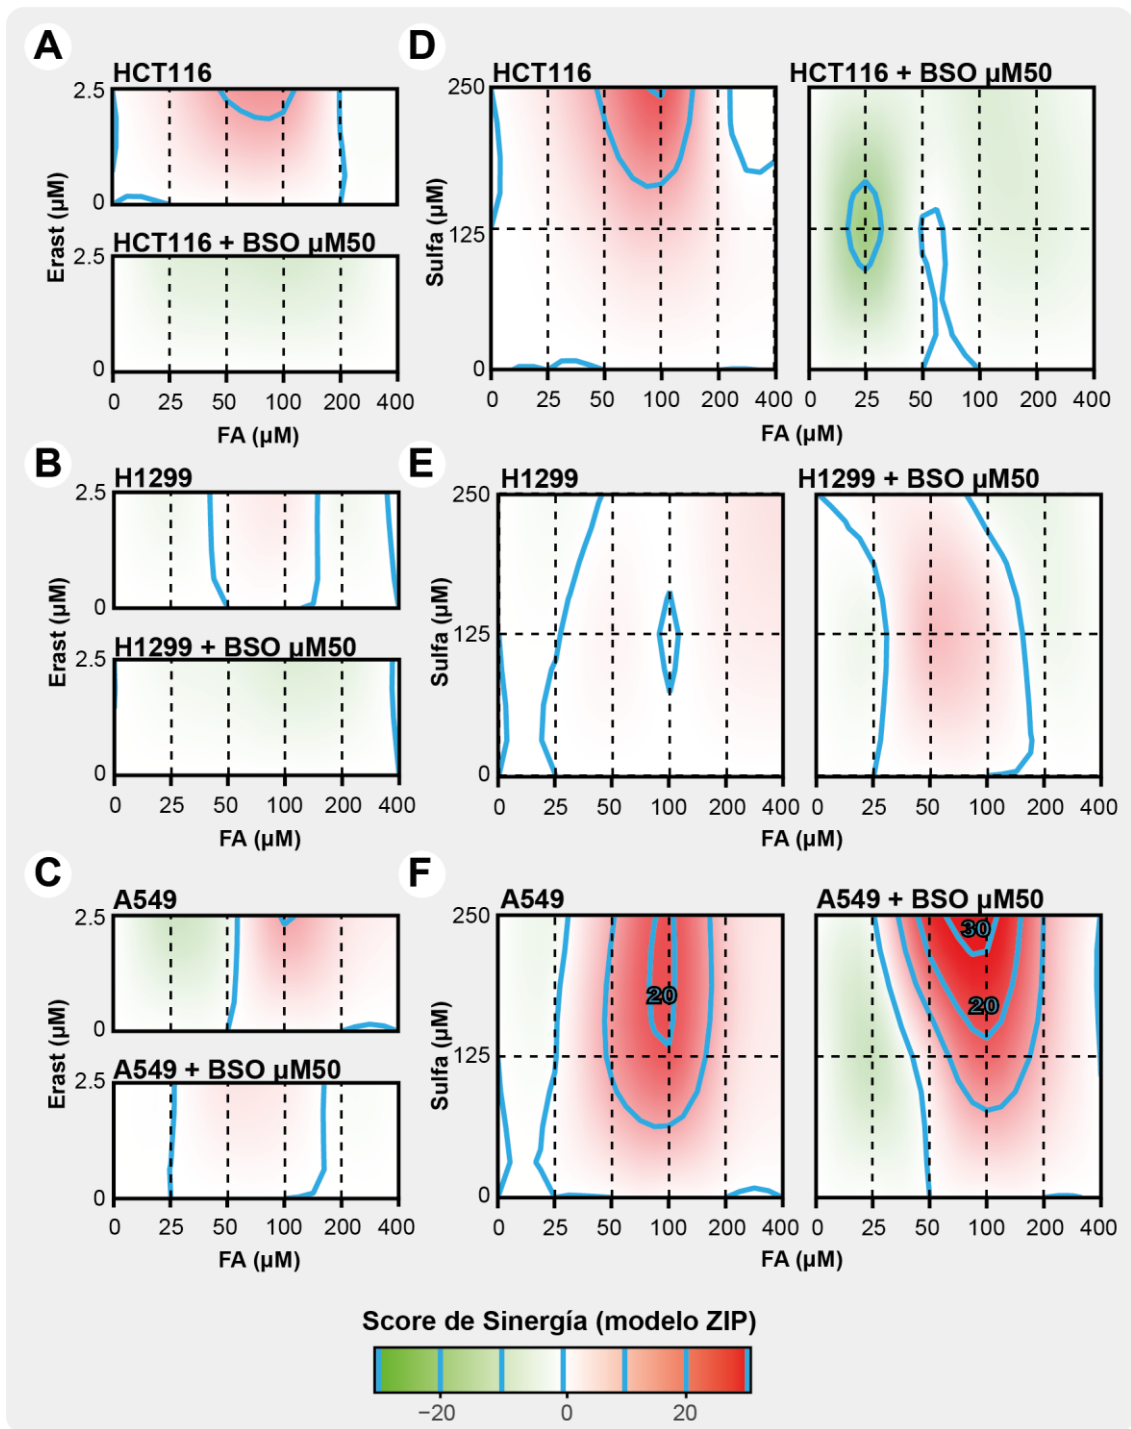 A
HCT116
2.5
0
HCT116 + BSO µM50
2.5
0
Erast (µM)
0 25 50 100 200 400
FA (µM)
D
HCT116
HCT116 + BSO µM50
250
125
0
Sulfa (µM)
0 25 50 100 200 400
0 25 50 100 200 400
FA (µM)
B
H1299
2.5
0
H1299 + BSO µM50
2.5
0
Erast (µM)
0 25 50 100 200 400
FA (µM)
E
H1299
H1299 + BSO µM50
250
125
0
Sulfa (µM)
0 25 50 100 200 400
0 25 50 100 200 400
FA (µM)
C
A549
2.5
0
A549 + BSO µM50
2.5
0
Erast (µM)
0 25 50 100 200 400
FA (µM)
F
A549
A549 + BSO µM50
250
125
0
Sulfa (µM)
20
30
20
0 25 50 100 200 400
0 25 50 100 200 400
FA (µM)
Score de Sinergía (modelo ZIP)
−20 0 20